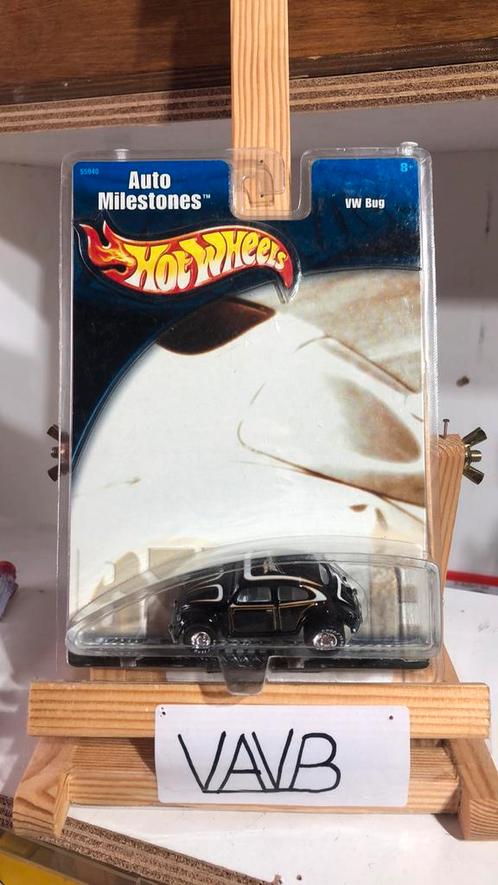 55940
Auto
Milestones™
8+
VW Bug
HOT WHEELS
VAVB